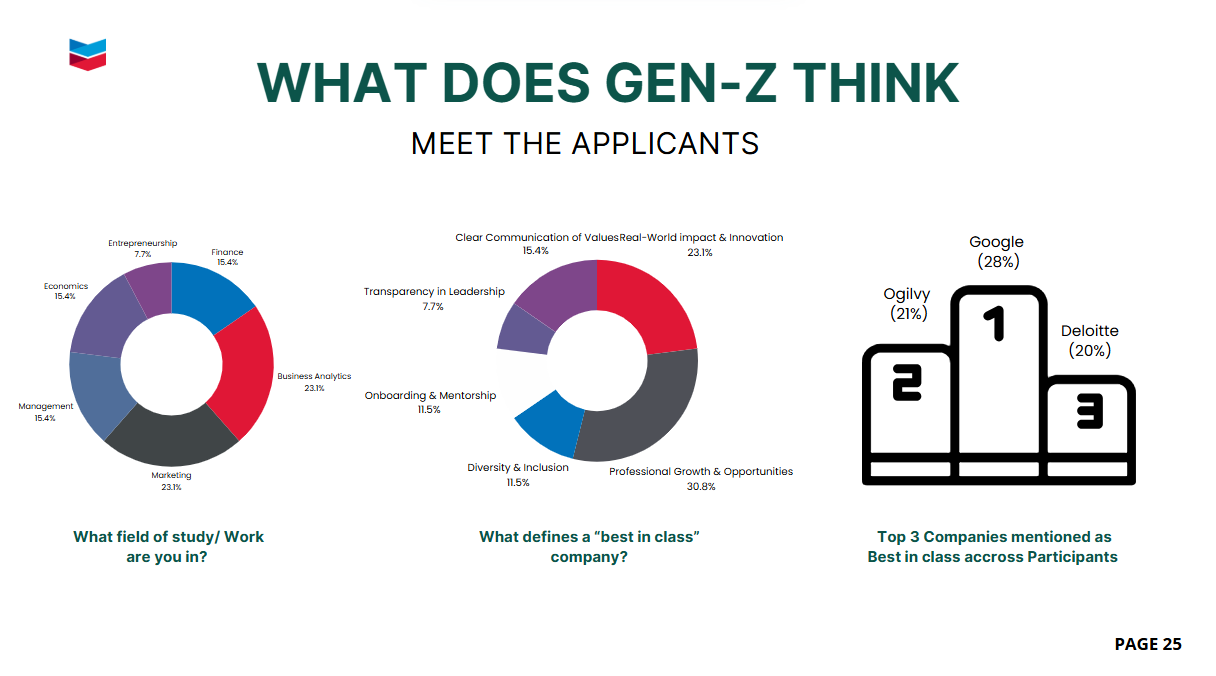 WHAT DOES GEN-Z THINK
MEET THE APPLICANTS
Entrepreneurship
7.7%
Finance
15.4%
Economics
15.4%
Business Analytics
23.1%
Management
15.4%
Marketing
23.1%
What field of study/ Work
are you in?
Clear Communication of Values
15.4%
Real-World impact & Innovation
23.1%
Transparency in Leadership
7.7%
Onboarding & Mentorship
11.5%
Diversity & Inclusion
11.5%
Professional Growth & Opportunities
30.8%
What defines a “best in class”
company?
Google
(28%)
Ogilvy
(21%)
Deloitte
(20%)
1
2
3
Top 3 Companies mentioned as
Best in class accross Participants
PAGE 25